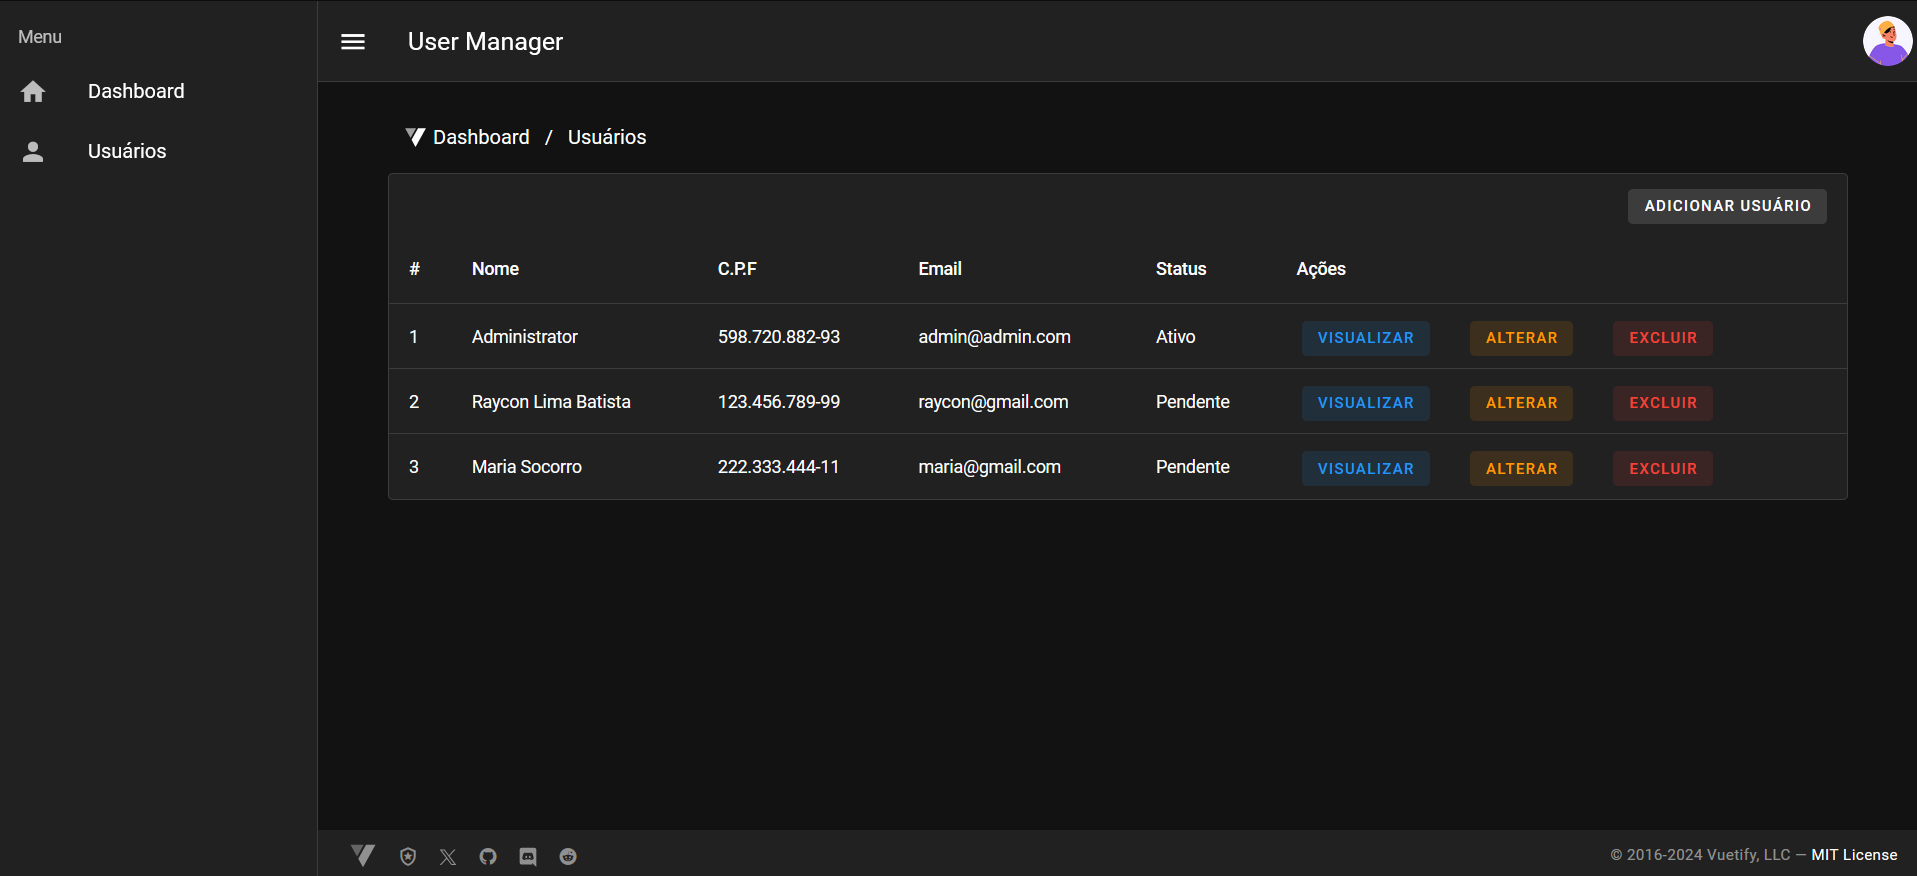 Menu
Dashboard
Usuários
User Manager
Dashboard / Usuários
ADICIONAR USUÁRIO
# Nome C.P.F Email Status Ações
1 Administrator 598.720.882-93 admin@admin.com Ativo VISUALIZAR ALTERAR EXCLUIR
2 Raycon Lima Batista 123.456.789-99 raycon@gmail.com Pendente VISUALIZAR ALTERAR EXCLUIR
3 Maria Socorro 222.333.444-11 maria@gmail.com Pendente VISUALIZAR ALTERAR EXCLUIR
© 2016-2024 Vuetify, LLC — MIT License